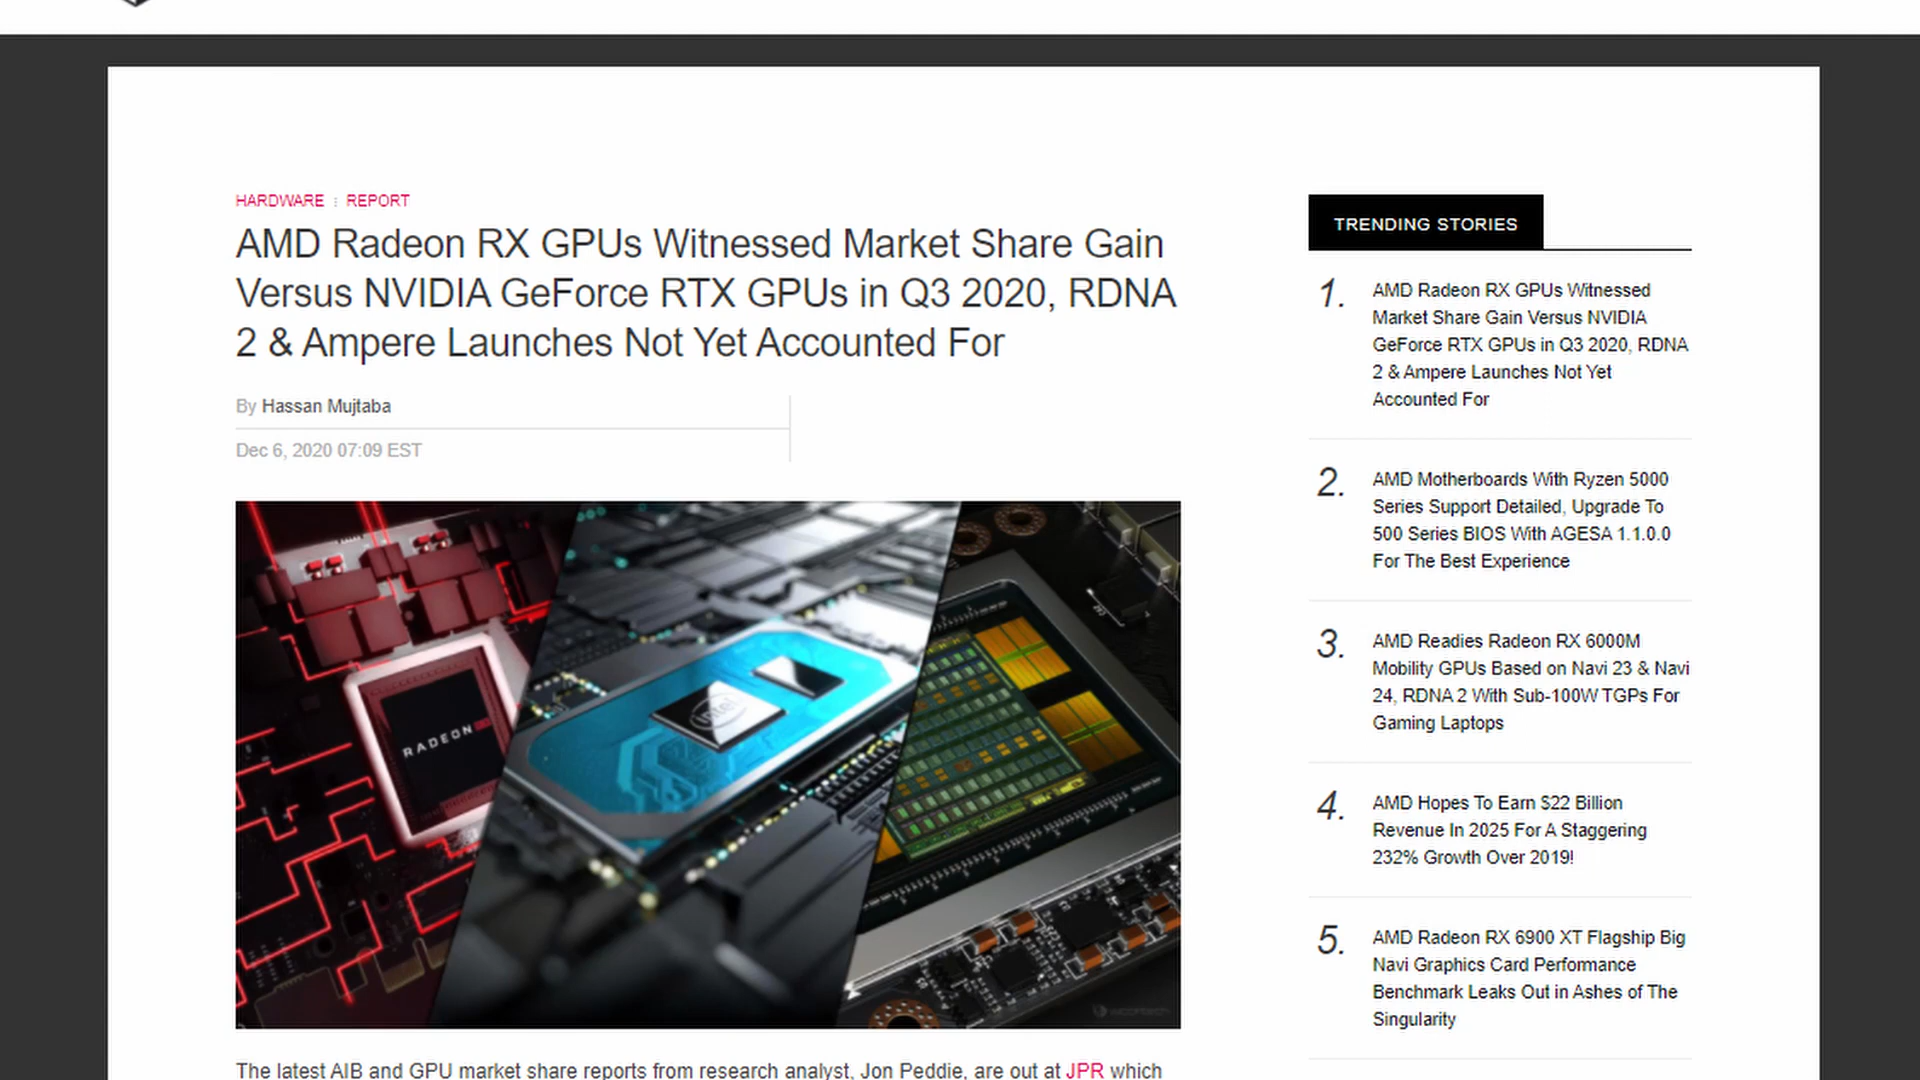 HARDWARE REPORT
AMD Radeon RX GPUs Witnessed Market Share Gain
Versus NVIDIA GeForce RTX GPUs in Q3 2020, RDNA
2 & Ampere Launches Not Yet Accounted For
By Hassan Mujtaba
Dec 6, 2020 07:09 EST
RADEON
intel
wccftech
The latest AIB and GPU market share reports from research analyst, Jon Peddie, are out at JPR which
TRENDING STORIES
1. AMD Radeon RX GPUs Witnessed
Market Share Gain Versus NVIDIA
GeForce RTX GPUs in Q3 2020, RDNA
2 & Ampere Launches Not Yet
Accounted For
2. AMD Motherboards With Ryzen 5000
Series Support Detailed, Upgrade To
500 Series BIOS With AGESA 1.1.0.0
For The Best Experience
3. AMD Readies Radeon RX 6000M
Mobility GPUs Based on Navi 23 & Navi
24, RDNA 2 With Sub-100W TGPs For
Gaming Laptops
4. AMD Hopes To Earn $22 Billion
Revenue In 2025 For A Staggering
232% Growth Over 2019!
5. AMD Radeon RX 6900 XT Flagship Big
Navi Graphics Card Performance
Benchmark Leaks Out in Ashes of The
Singularity